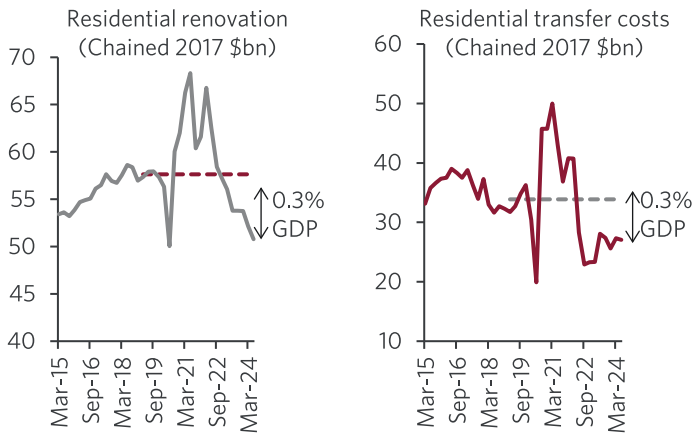 Residential renovation
(Chained 2017 $bn)
70
65
60
55
50
45
40
0.3%
GDP
Mar-15
Sep-16
Mar-18
Sep-19
Mar-21
Sep-22
Mar-24
Residential transfer costs
(Chained 2017 $bn)
60
50
40
30
20
10
0.3%
GDP
Mar-15
Sep-16
Mar-18
Sep-19
Mar-21
Sep-22
Mar-24